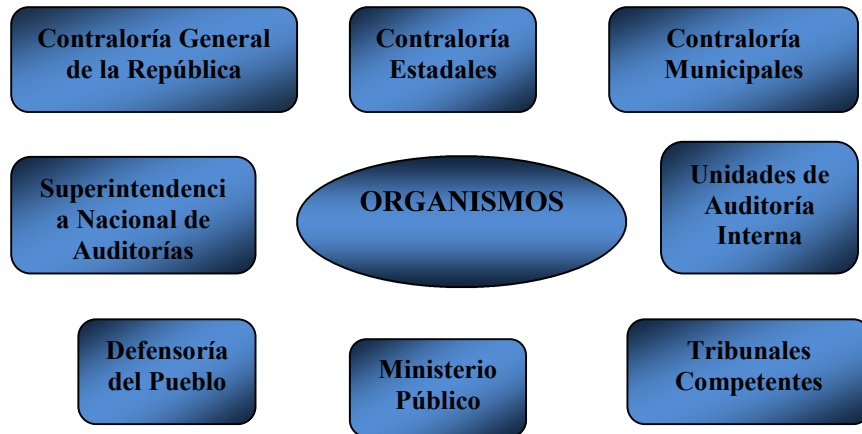 Contraloría General
de la República
Contraloría
Estadales
Contraloría
Municipales
Superintendenci
a Nacional de
Auditorías
ORGANISMOS
Unidades de
Auditoría
Interna
Defensoría
del Pueblo
Ministerio
Público
Tribunales
Competentes